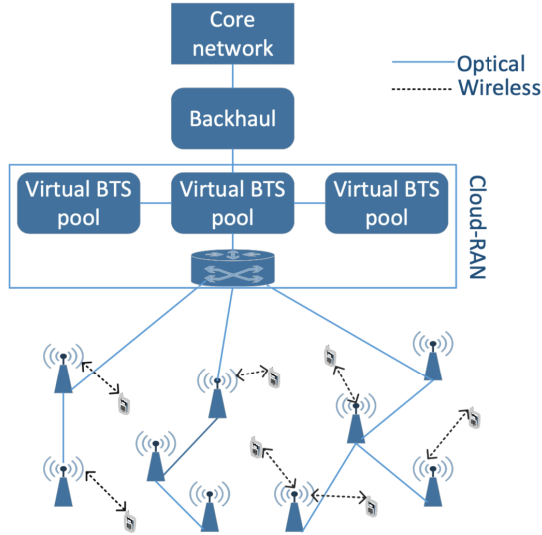 Core
network
Optical
Wireless
Backhaul
Virtual BTS
pool
Virtual BTS
pool
Virtual BTS
pool
Cloud-RAN